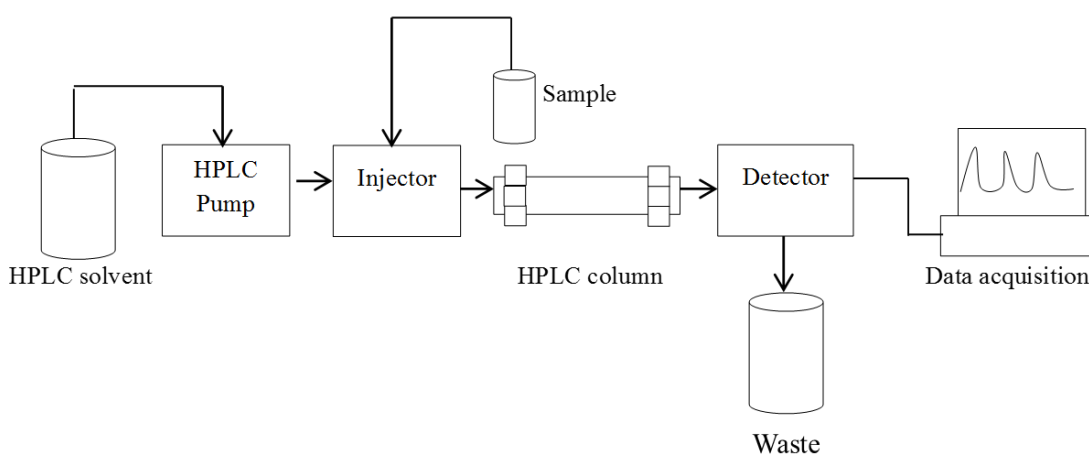 Sample
HPLC
Pump
Injector
Detector
HPLC solvent
HPLC column
Data acquisition
Waste